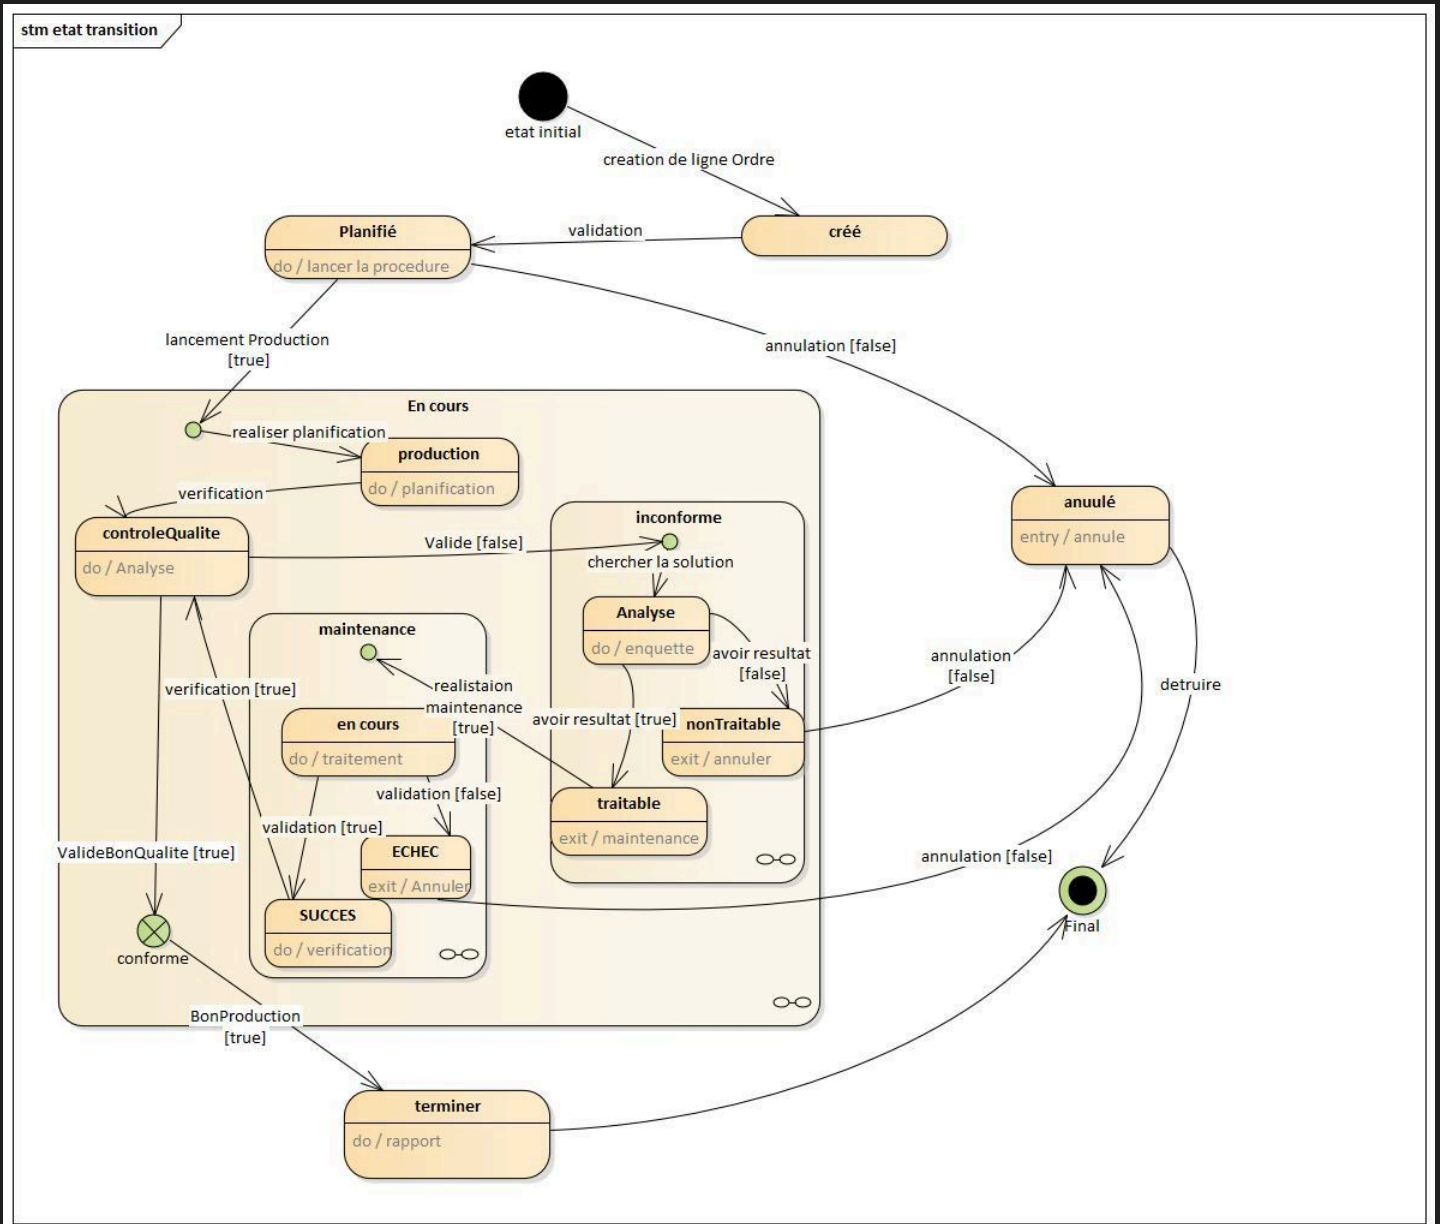 stm etat transition
etat initial
creation de ligne Ordre
Planifié
do / lancer la procedure
validation
créé
lancement Production
[true]
annulation [false]
En cours
realiser planification
production
do / planification
verification
controleQualite
do / Analyse
Valide [false]
inconforme
chercher la solution
Analyse
do / enquette
avoir resultat
[false]
anuulé
entry / annule
maintenance
realistaion
maintenance
[true]
verification [true]
en cours
do / traitement
avoir resultat [true]
nonTraitable
exit / annuler
annulation
[false]
detruire
validation [false]
validation [true]
traitable
exit / maintenance
ECHEC
exit / Annuler
ValideBonQualite [true]
annulation [false]
SUCCES
do / verification
conforme
Final
BonProduction
[true]
terminer
do / rapport